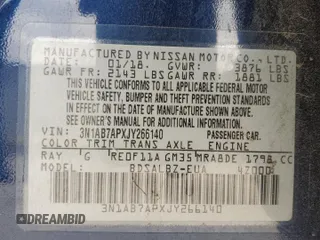 MANUFACTURED BY NISSAN MOTOR CO., LTD.
DATE: 01/18 GVWR: 3876 LBS
GAWR FR: 2143 LBS GAWR RR: 1881 LBS
THIS VEHICLE CONFORMS TO ALL APPLICABLE FEDERAL MOTOR
VEHICLE SAFETY, BUMPER AND THEFT PREVENTION STANDARDS IN
EFFECT ON THE DATE OF MANUFACTURE SHOWN ABOVE.
SEE OWNER'S MANUAL FOR ADDITIONAL INFORMATION.
VIN: 3N1AB7APXJY266140 PASSENGER CAR.
COLOR TRIM TRANS AXLE ENGINE
RAY G RE0F11A GM35 MRA8DE 1798 CC
MODEL: BDSALBZ-EUA 47000
3N1AB7APXJY266140
DREAMBID